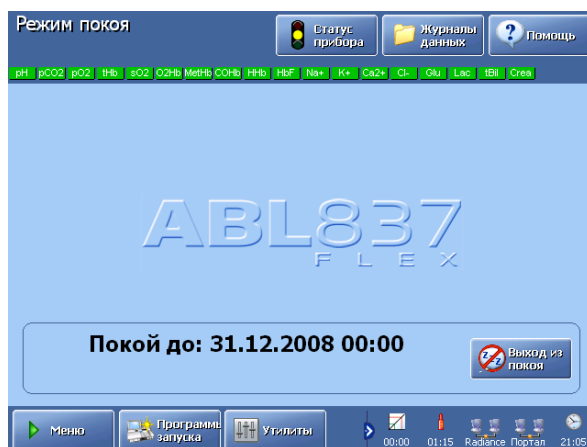 Режим покоя
Статус
прибора
Журналы
данных
? Помощь
pH pCO2 pO2 tHb sO2 O2Hb MetHb COHb HHb HbF Na+ K+ Ca2+ Cl- Glu Lac tBil Crea
ABL837
FLEX
Покой до: 31.12.2008 00:00
Выход из
покоя
Меню
Программы
запуска
Утилиты
00:00 01:15 Radiance Портал 21:05